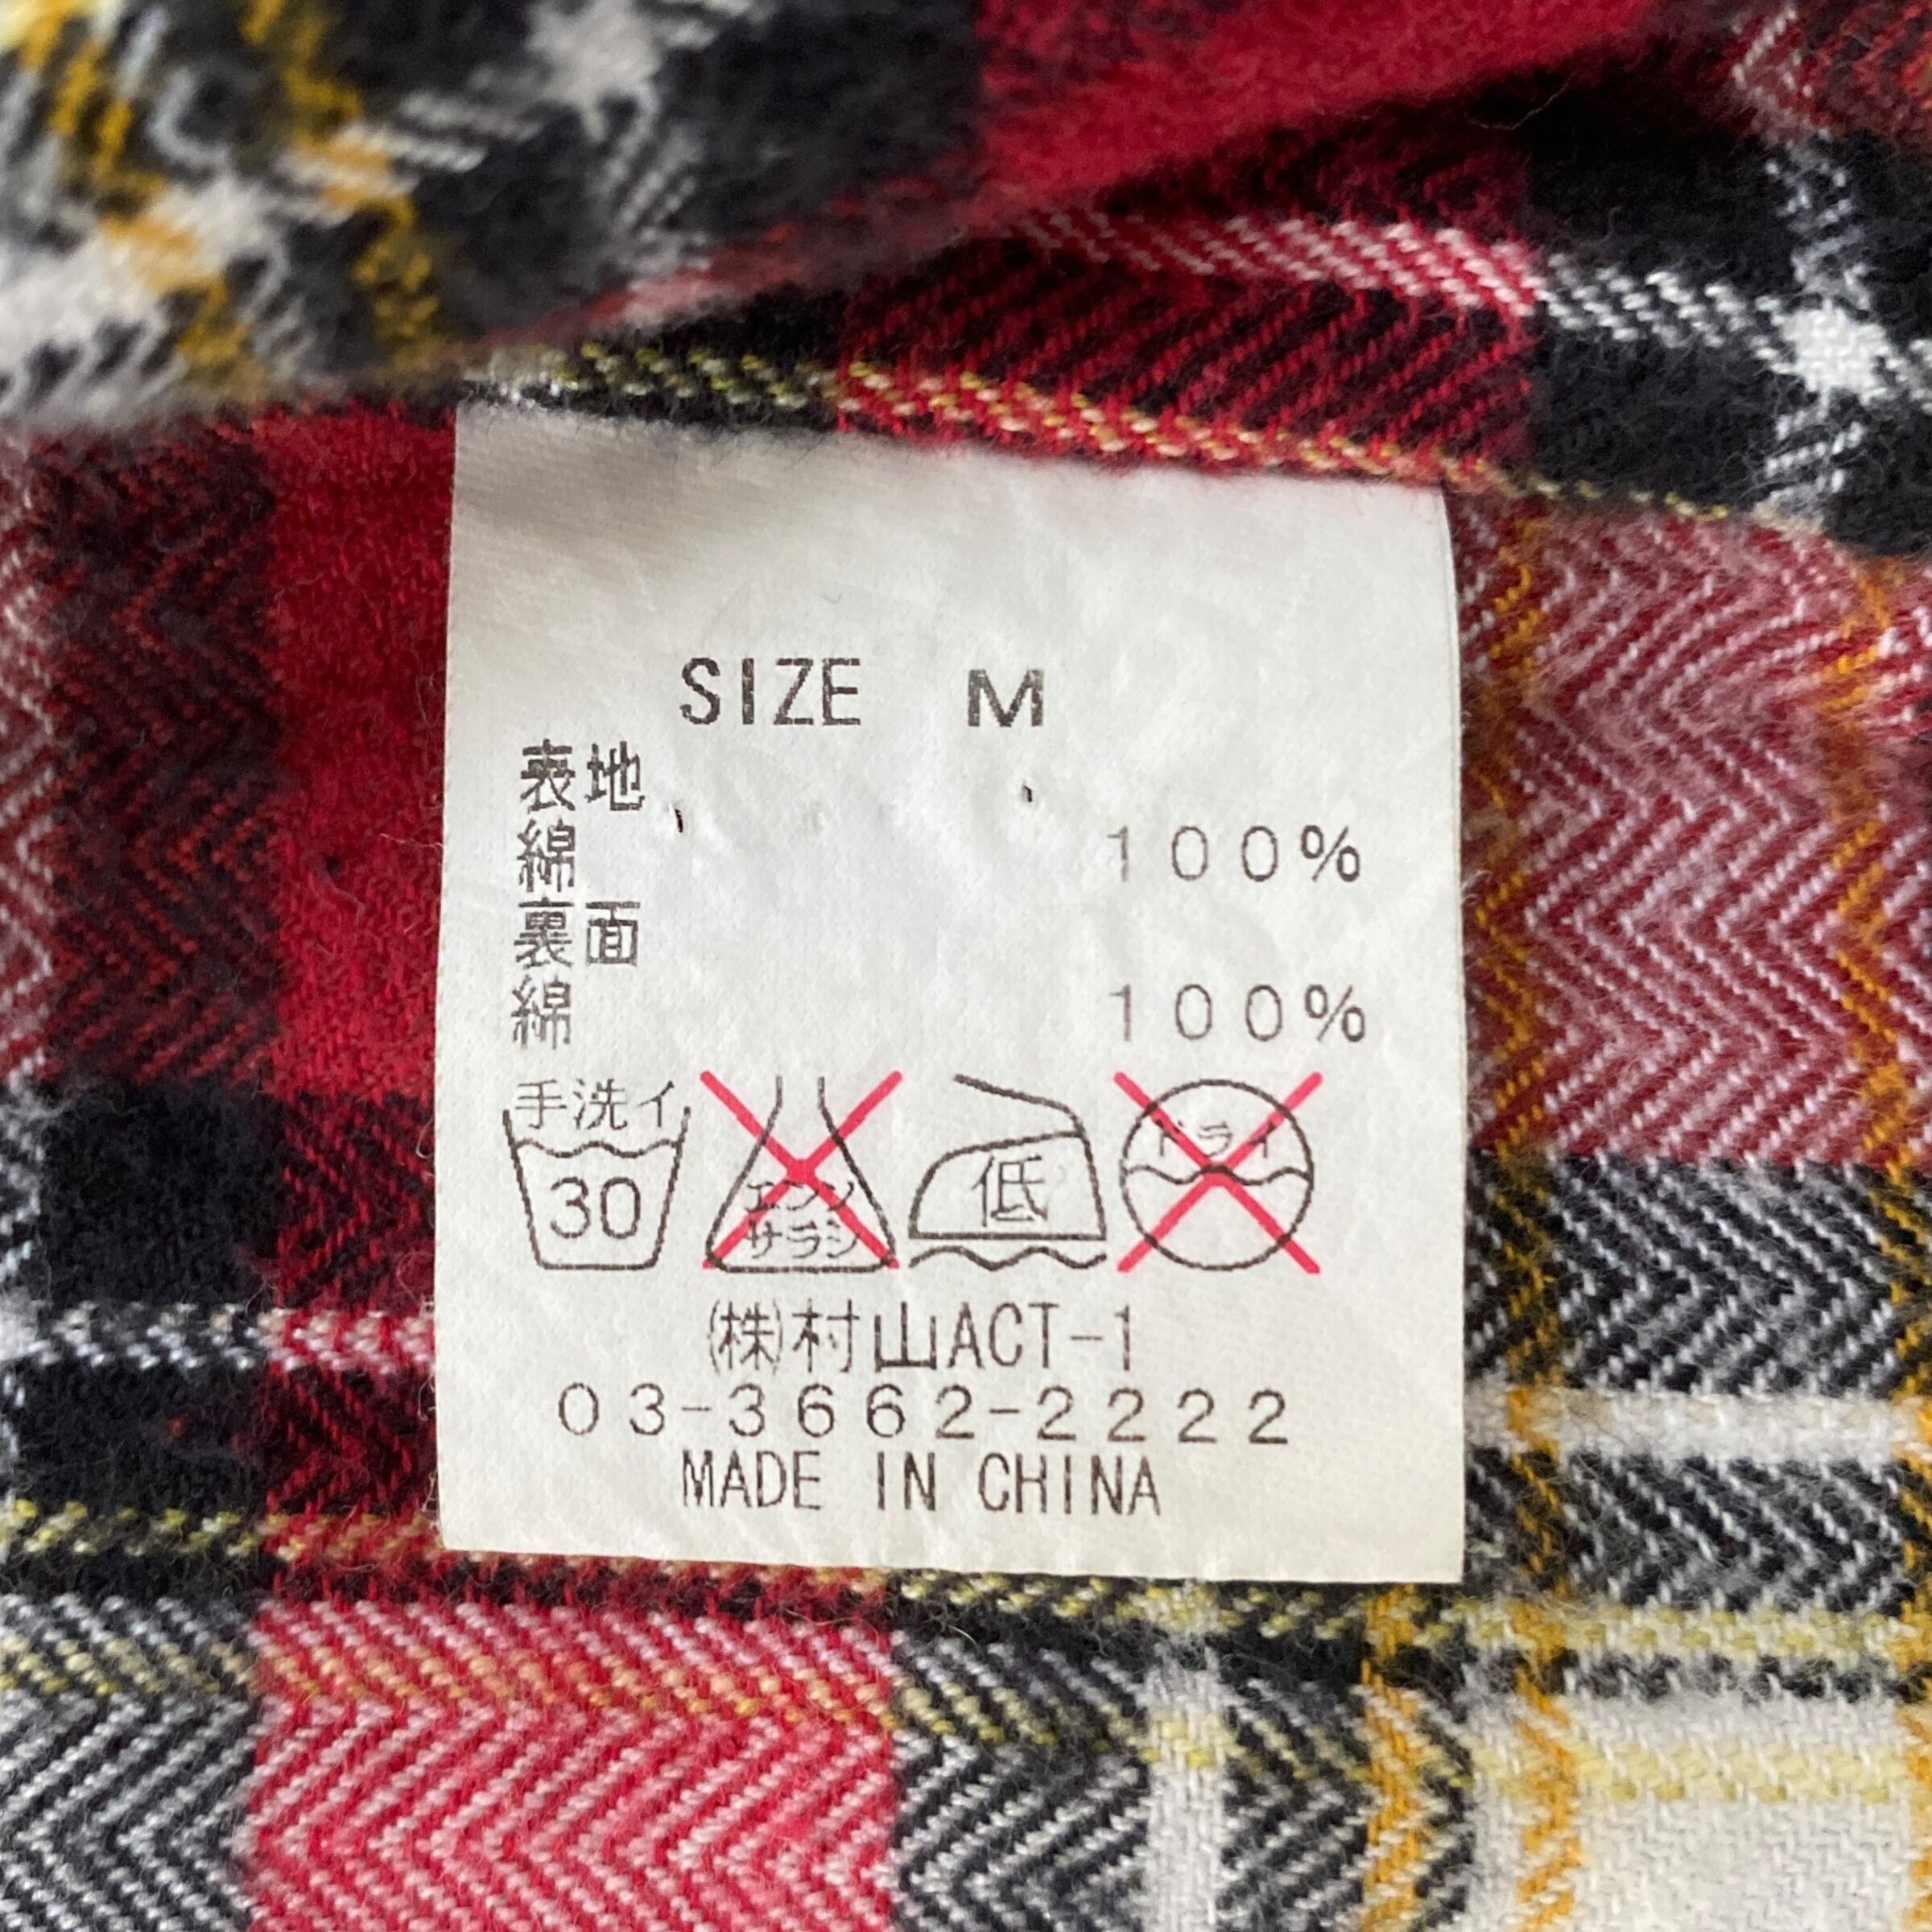 SIZE M
表地
綿 100%
裏面
綿 100%
手洗イ
30
エンソ
サラシ
低
ドライ
㈱村山ACT-1
03-3662-2222
MADE IN CHINA